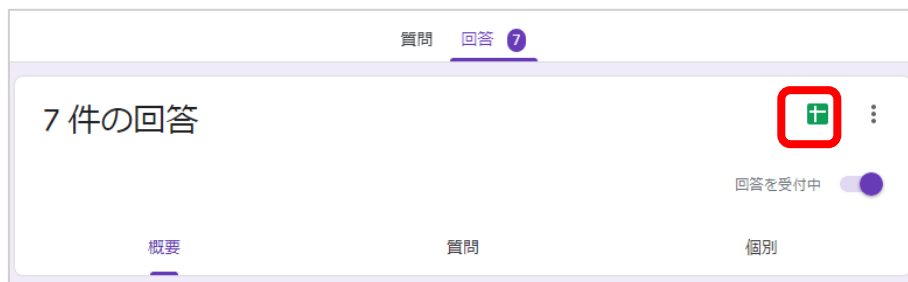 質問 回答 7
7 件の回答
回答を受付中
概要 質問 個別